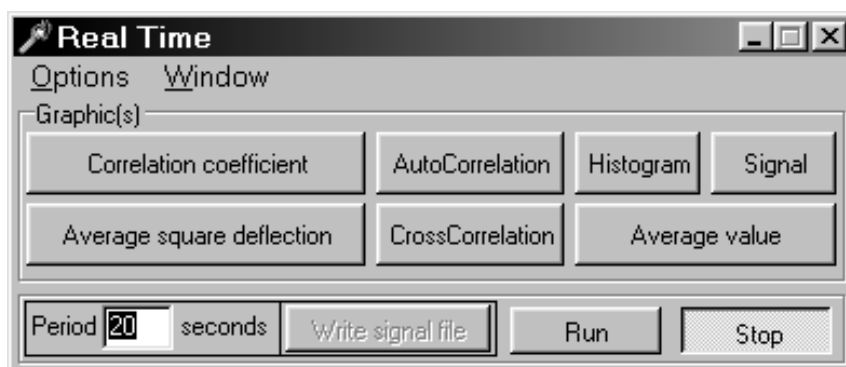 Real Time
Options Window
Graphic(s)
Correlation coefficient AutoCorrelation Histogram Signal
Average square deflection CrossCorrelation Average value
Period 20 seconds Write signal file Run Stop